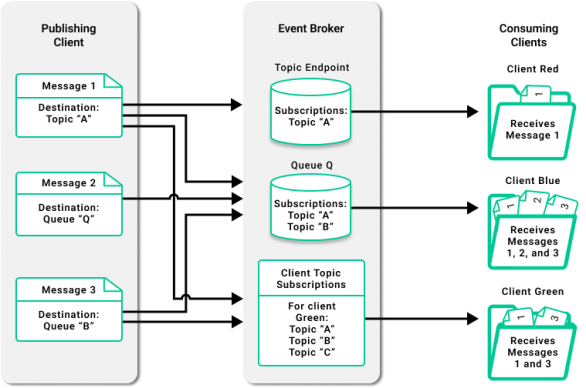 Publishing
Client
Event Broker
Consuming
Clients
Message 1
Destination:
Topic “A”
Message 2
Destination:
Queue “Q”
Message 3
Destination:
Queue “B”
Topic Endpoint
Subscriptions:
Topic “A”
Queue Q
Subscriptions:
Topic “A”
Topic “B”
Client Topic
Subscriptions
For client
Green:
Topic “A”
Topic “B”
Topic “C”
Client Red
1
Receives
Message 1
Client Blue
1
2
3
Receives
Messages
1, 2, and 3
Client Green
1
3
Receives
Messages
1 and 3